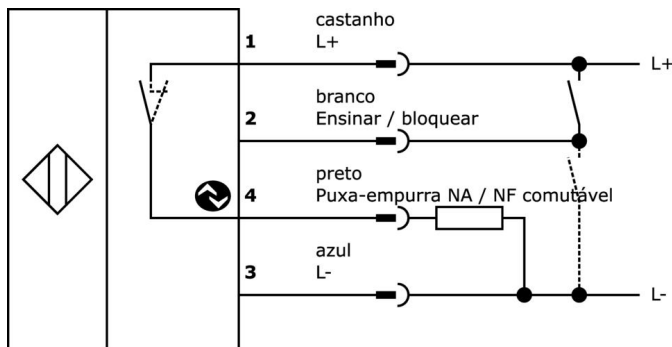 castanho
1 L+ L+
branco
2 Ensinar / bloquear
preto
4 Puxa-empurra NA / NF comutável
azul
3 L- L-